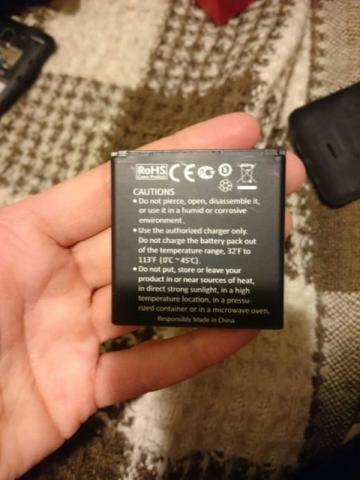 RoHS
CE
CAUTIONS
• Do not pierce, open, disassemble it,
or use it in a humid or corrosive
environment.
• Use the authorized charger only.
Do not charge the battery pack out
of the temperature range, 32°F to
113°F (0°C ~45°C).
• Do not put, store or leave your
product in or near sources of heat,
in direct strong sunlight, in a high
temperature location, in a pressu-
rized container or in a microwave oven.
Responsibly Made in China